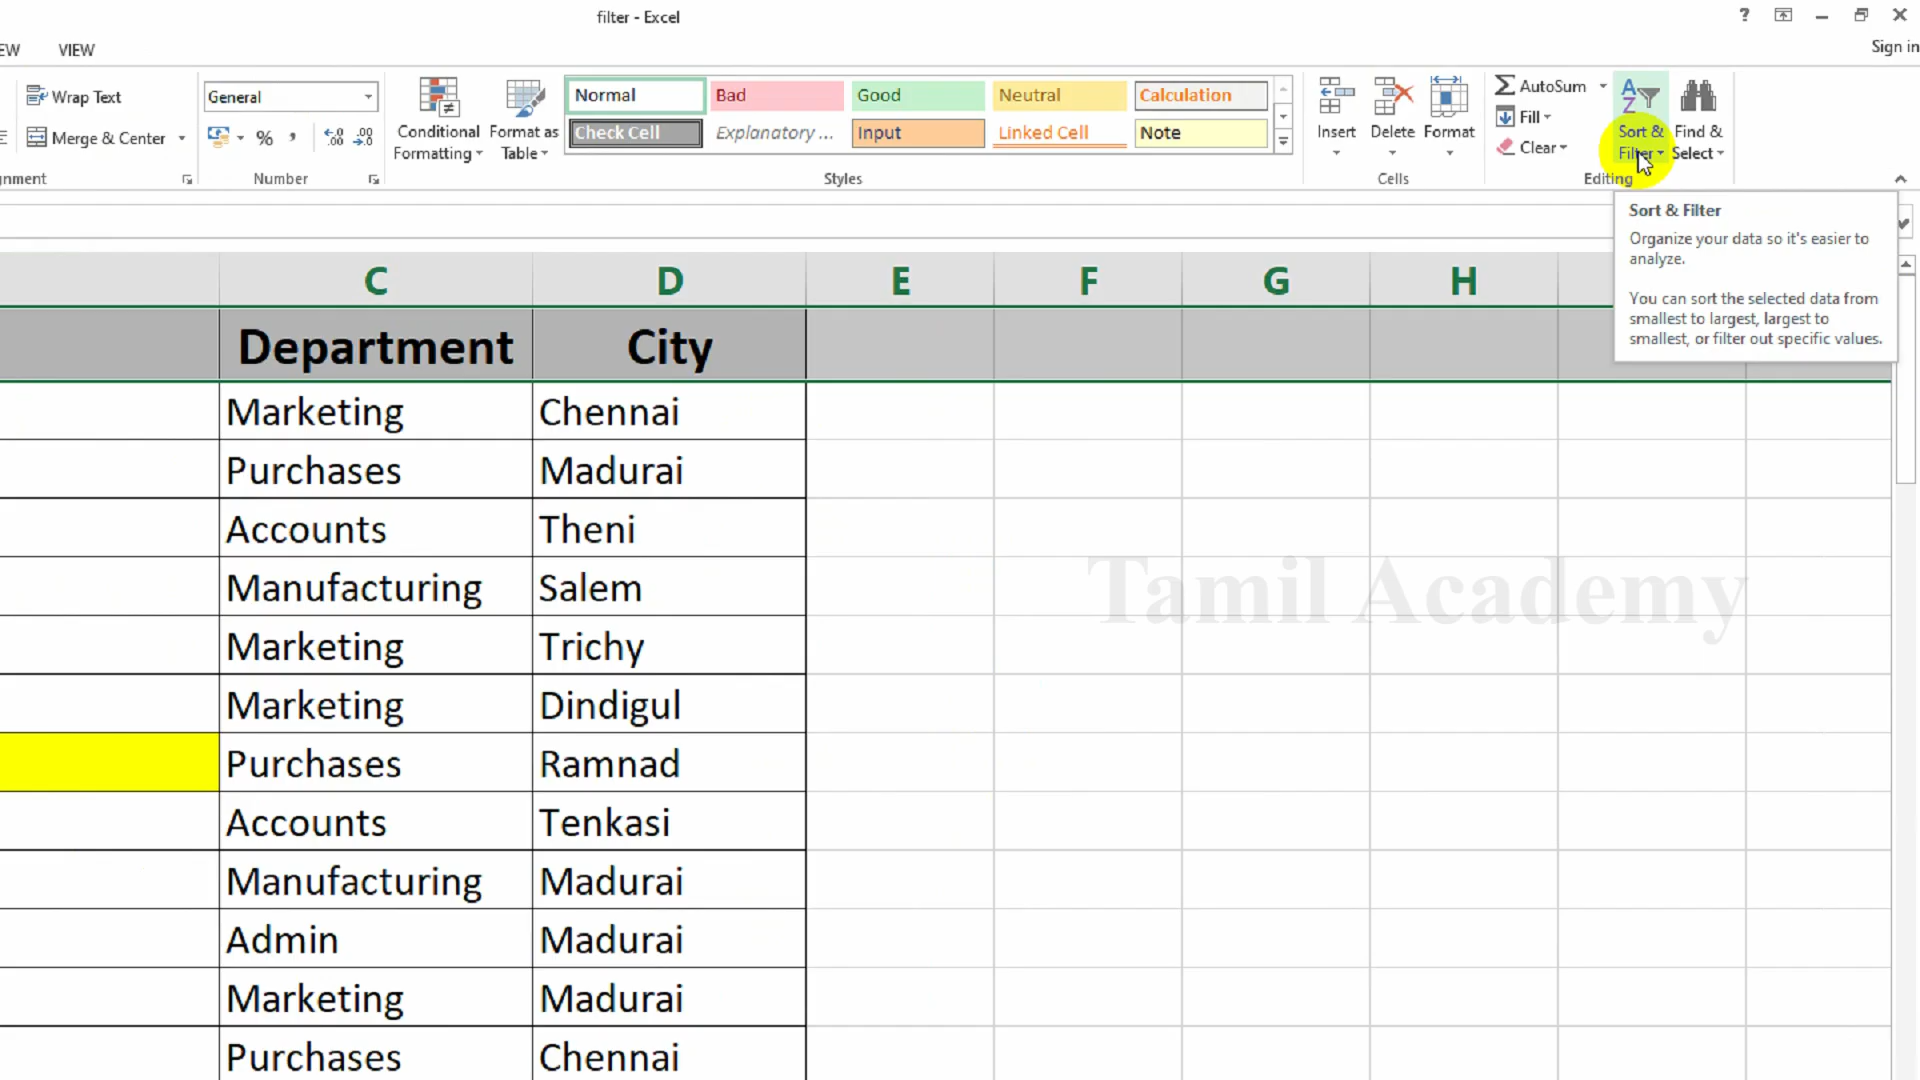 filter - Excel
?
EW VIEW
Sign in
Wrap Text
General
Conditional Formatting
Format as Table
Normal Bad Good Neutral Calculation
Check Cell Explanatory ... Input Linked Cell Note
Insert Delete Format
AutoSum
Fill
Clear
Sort & Filter
Find & Select
Merge & Center
% , .00 .00
nment
Number
Styles
Cells
Editing
Sort & Filter
Organize your data so it's easier to
analyze.
You can sort the selected data from
smallest to largest, largest to
smallest, or filter out specific values.
C D E F G H
Department City
Marketing Chennai
Purchases Madurai
Accounts Theni
Manufacturing Salem
Marketing Trichy
Marketing Dindigul
Purchases Ramnad
Accounts Tenkasi
Manufacturing Madurai
Admin Madurai
Marketing Madurai
Purchases Chennai
Tamil Academy